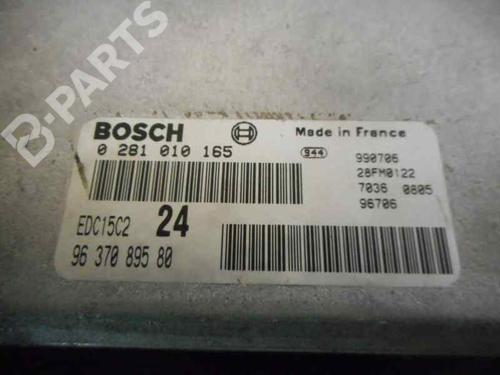 B-PARTS
BOSCH
Made in France
0 281 010 165
944
990706
28FM0122
7036 0805
96706
EDC15C2 24
96 370 895 80